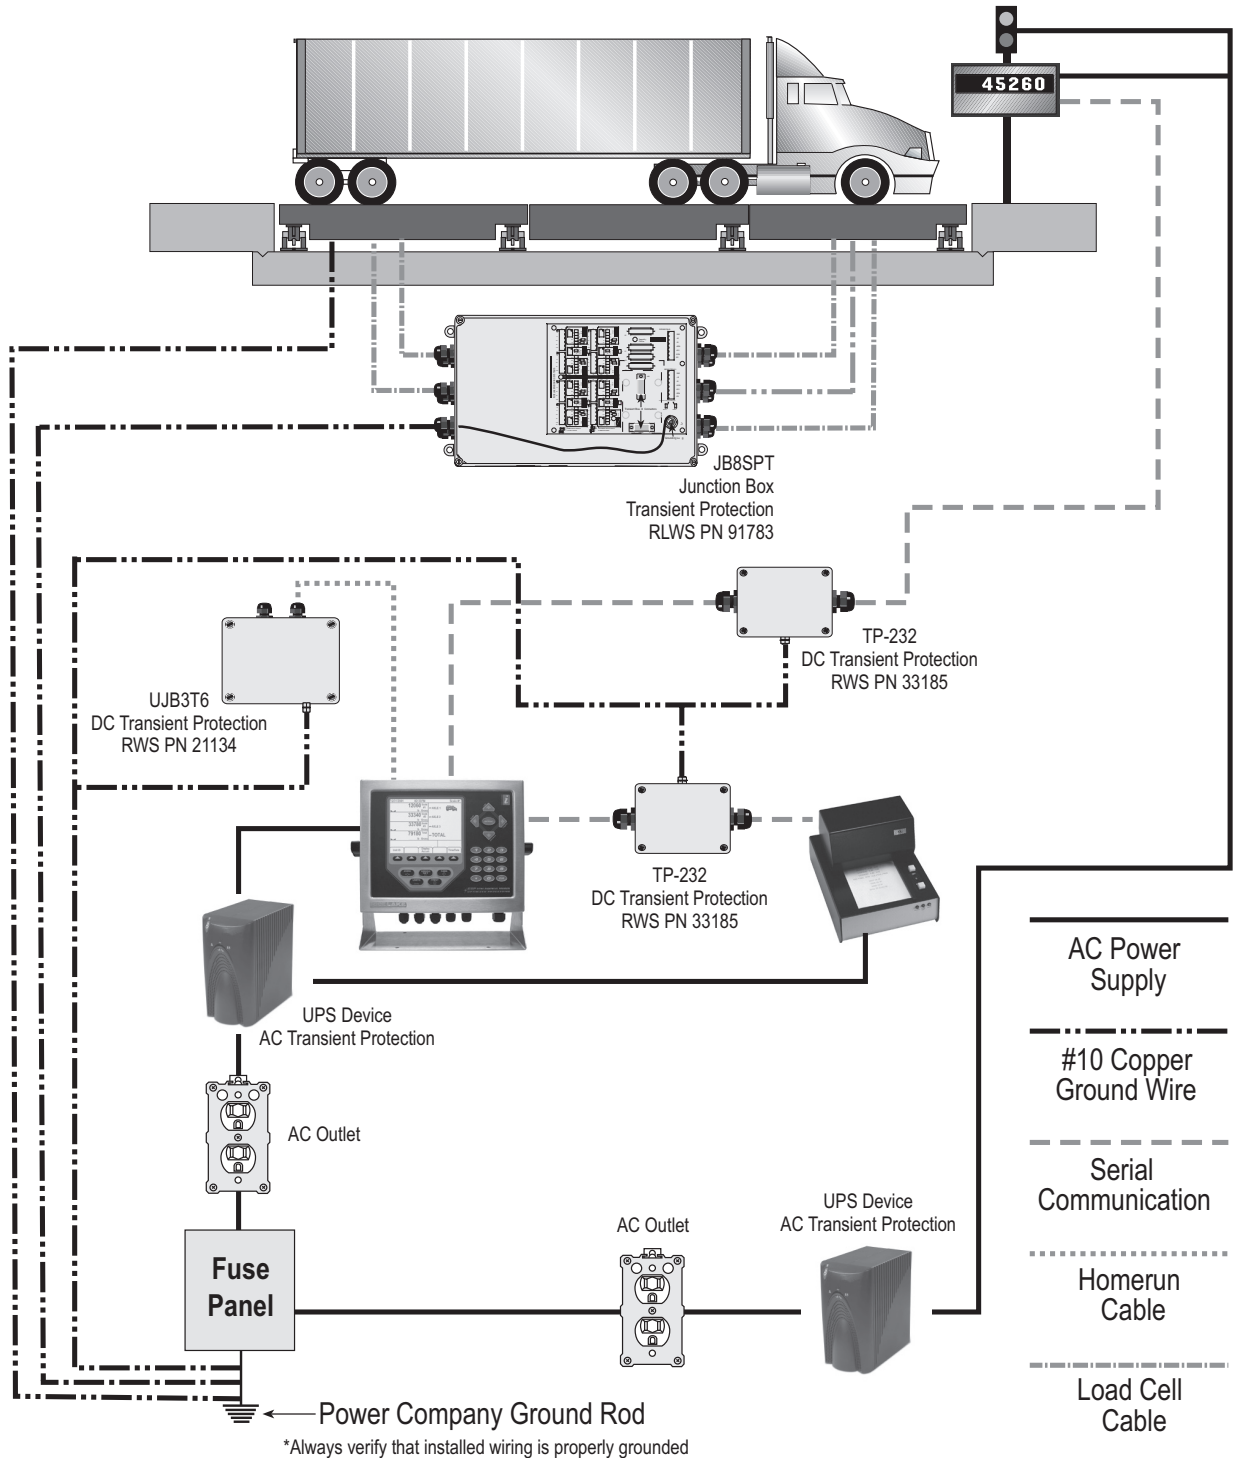 45260
JB8SPT
Junction Box
Transient Protection
RLWS PN 91783
TP-232
DC Transient Protection
RWS PN 33185
UJB3T6
DC Transient Protection
RWS PN 21134
TP-232
DC Transient Protection
RWS PN 33185
UPS Device
AC Transient Protection
AC Outlet
Fuse
Panel
AC Outlet
UPS Device
AC Transient Protection
AC Power
Supply
#10 Copper
Ground Wire
Serial
Communication
Homerun
Cable
Load Cell
Cable
Power Company Ground Rod
*Always verify that installed wiring is properly grounded